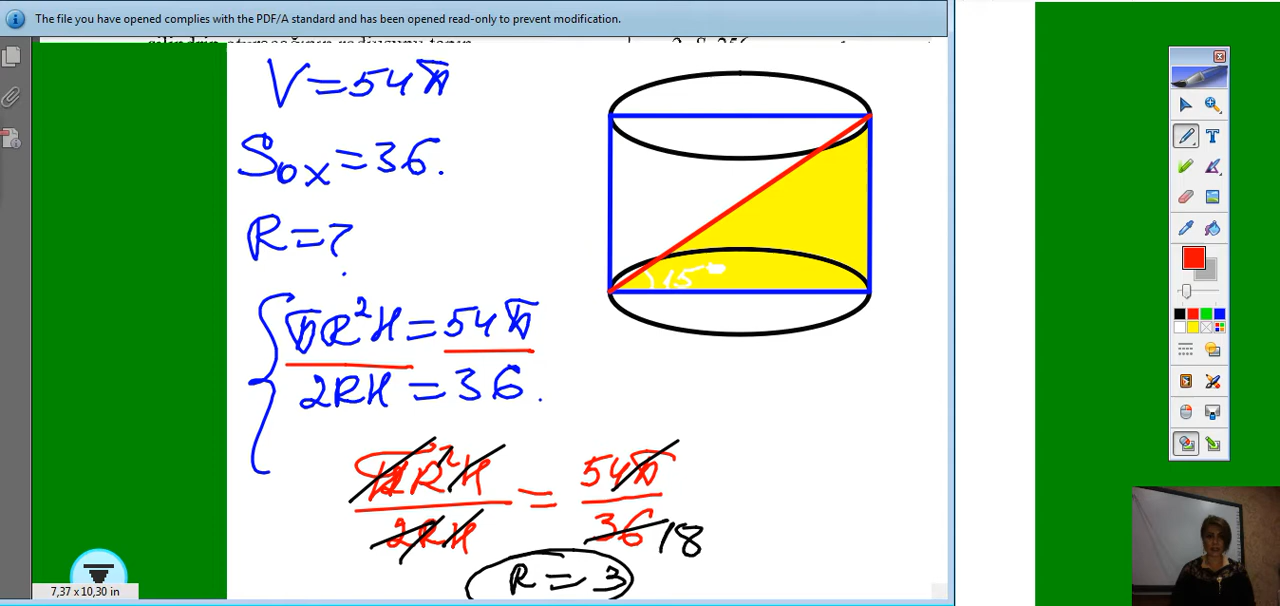 The file you have opened complies with the PDF/A standard and has been opened read-only to prevent modification.
V=54π
Sox=36.
R=?
πR²H=54π
2RH=36.
15°
πR²H/2RH = 54π/36 18
R=3
7,37 x 10,30 in